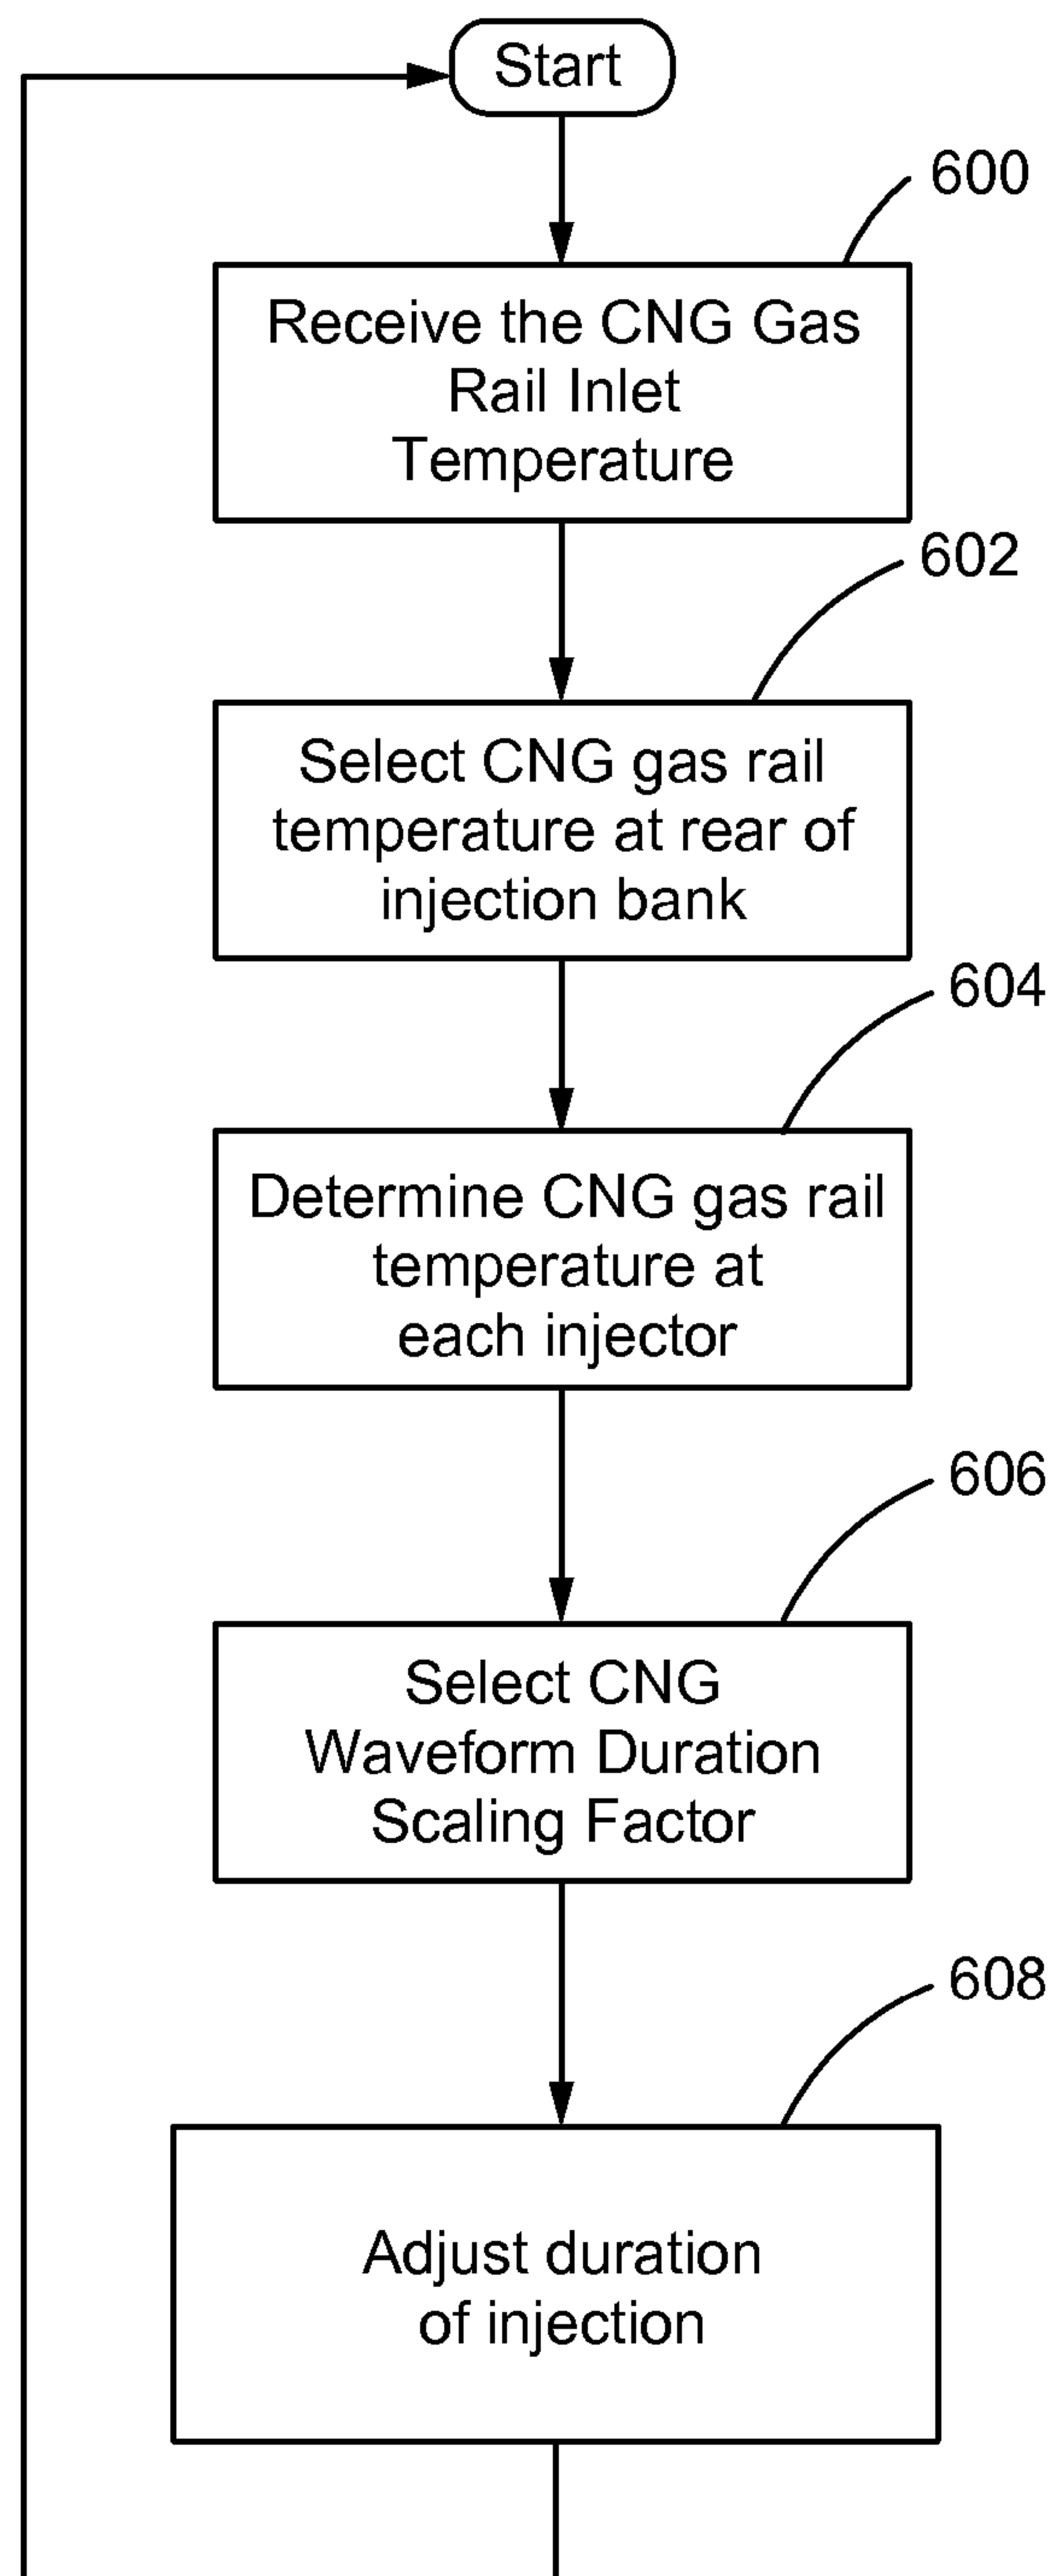 Start
600
Receive the CNG Gas
Rail Inlet
Temperature
602
Select CNG gas rail
temperature at rear of
injection bank
604
Determine CNG gas rail
temperature at
each injector
606
Select CNG
Waveform Duration
Scaling Factor
608
Adjust duration
of injection